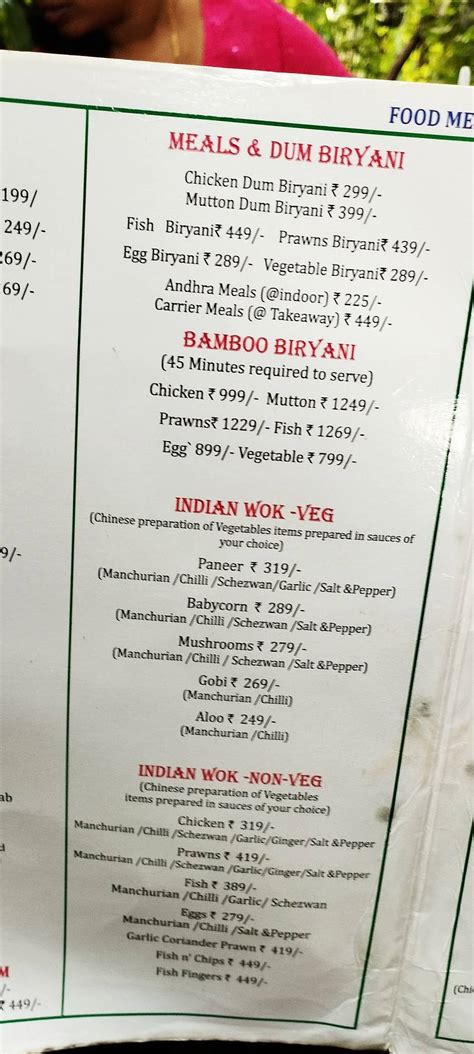 FOOD ME
MEALS & DUM BIRYANI
Chicken Dum Biryani ₹ 299/-
Mutton Dum Biryani ₹ 399/-
Fish Biryani₹ 449/- Prawns Biryani₹ 439/-
Egg Biryani ₹ 289/- Vegetable Biryani₹ 289/-
Andhra Meals (@indoor) ₹ 225/-
Carrier Meals (@ Takeaway) ₹ 449/-
BAMBOO BIRYANI
(45 Minutes required to serve)
Chicken ₹ 999/- Mutton ₹ 1249/-
Prawns₹ 1229/- Fish ₹ 1269/-
Egg` 899/- Vegetable ₹ 799/-
INDIAN WOK -VEG
(Chinese preparation of Vegetables items prepared in sauces of
your choice)
Paneer ₹ 319/-
(Manchurian /Chilli /Schezwan/Garlic /Salt &Pepper)
Babycorn ₹ 289/-
(Manchurian /Chilli /Schezwan /Salt &Pepper)
Mushrooms ₹ 279/-
(Manchurian /Chilli / Schezwan /Salt &Pepper)
Gobi ₹ 269/-
(Manchurian /Chilli)
Aloo ₹ 249/-
(Manchurian /Chilli)
INDIAN WOK -NON-VEG
(Chinese preparation of Vegetables
items prepared in sauces of your choice)
Chicken ₹ 319/-
Manchurian /Chilli /Schezwan/Garlic/Ginger/Salt &Pepper
Prawns ₹ 419/-
Manchurian /Chilli /Schezwan/Garlic/Ginger/Salt &Pepper
Fish ₹ 389/-
Manchurian /Chilli /Garlic/ Schezwan
Eggs ₹ 279/-
Manchurian /Chilli /Salt &Pepper
Garlic Coriander Prawn ₹ 419/-
Fish n' Chips ₹ 449/-
Fish Fingers ₹ 449/-
199/
249/-
269/-
69/-
9/-
ab
d
M
/-
₹ 449/-
(Chi